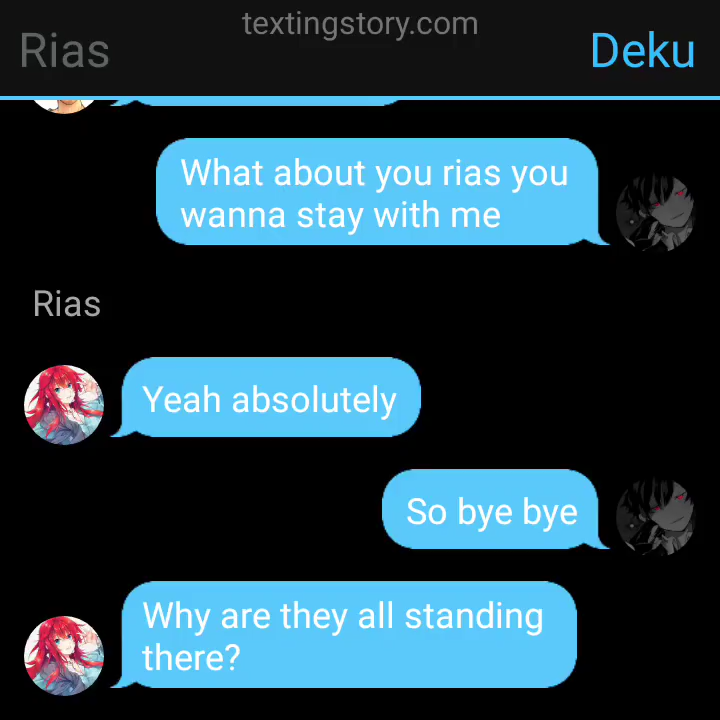 textingstory.com
Rias
Deku
What about you rias you
wanna stay with me
Rias
Yeah absolutely
So bye bye
Why are they all standing
there?